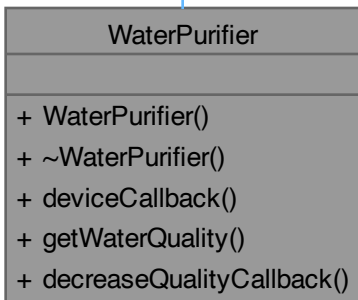 WaterPurifier
+ WaterPurifier()
+ ~WaterPurifier()
+ deviceCallback()
+ getWaterQuality()
+ decreaseQualityCallback()